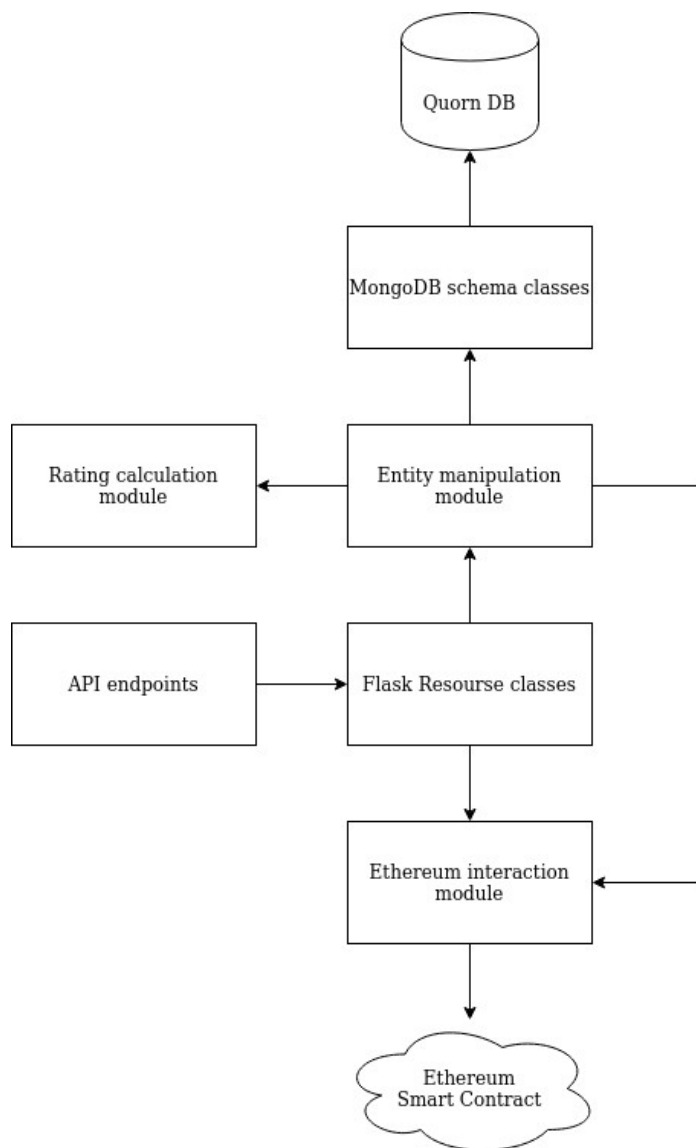 Quorn DB
MongoDB schema classes
Rating calculation
module
Entity manipulation
module
API endpoints
Flask Resourse classes
Ethereum interaction
module
Ethereum
Smart Contract